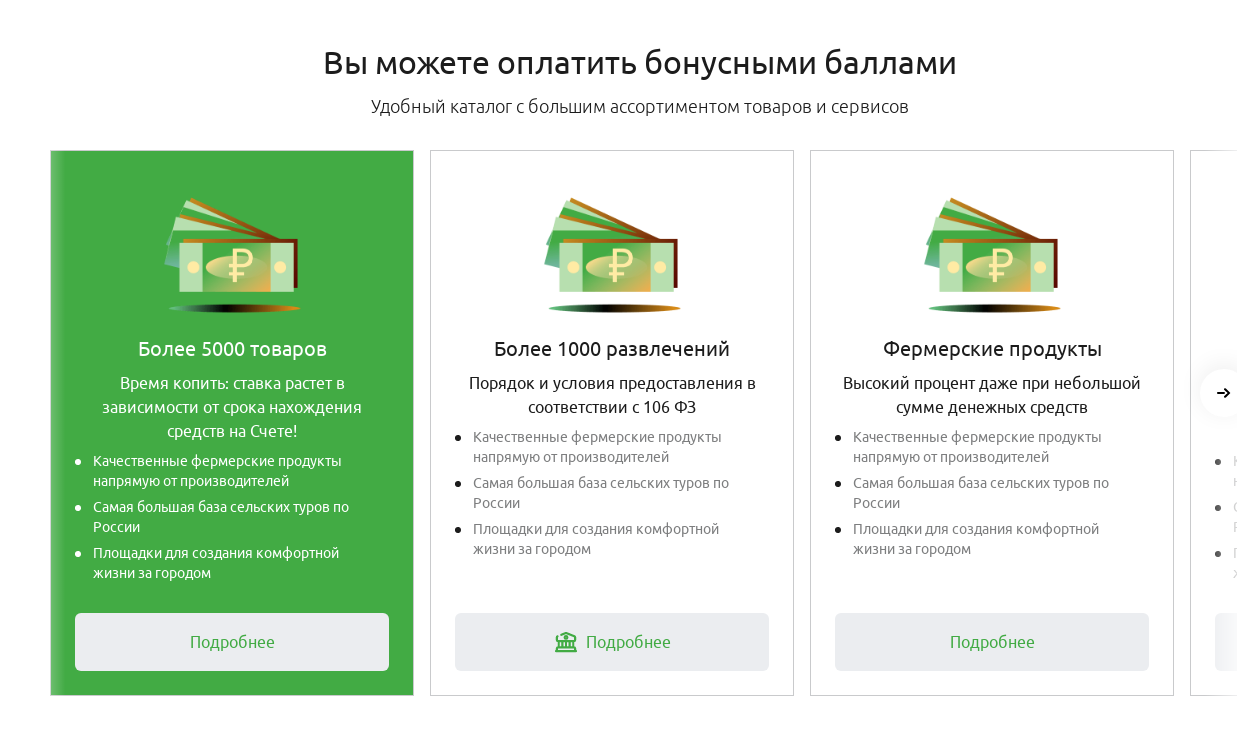 Вы можете оплатить бонусными баллами
Удобный каталог с большим ассортиментом товаров и сервисов
Более 5000 товаров
Время копить: ставка растет в
зависимости от срока нахождения
средств на Счете!
Качественные фермерские продукты
напрямую от производителей
Самая большая база сельских туров по
России
Площадки для создания комфортной
жизни за городом
Подробнее
Более 1000 развлечений
Порядок и условия предоставления в
соответствии с 106 ФЗ
Качественные фермерские продукты
напрямую от производителей
Самая большая база сельских туров по
России
Площадки для создания комфортной
жизни за городом
Подробнее
Фермерские продукты
Высокий процент даже при небольшой
сумме денежных средств
Качественные фермерские продукты
напрямую от производителей
Самая большая база сельских туров по
России
Площадки для создания комфортной
жизни за городом
Подробнее